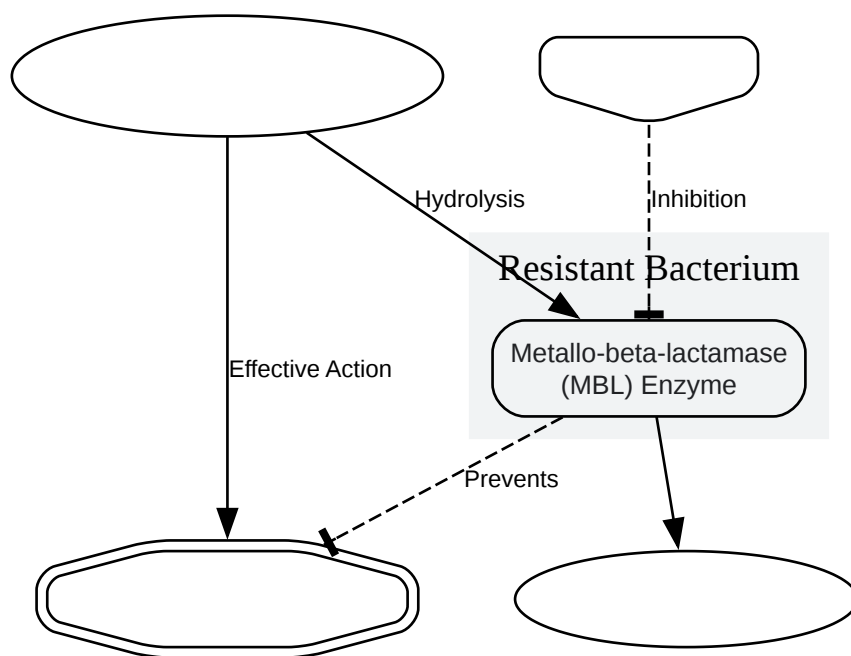 Hydrolysis
Inhibition
Resistant Bacterium
Metallo-beta-lactamase
(MBL) Enzyme
Effective Action
Prevents